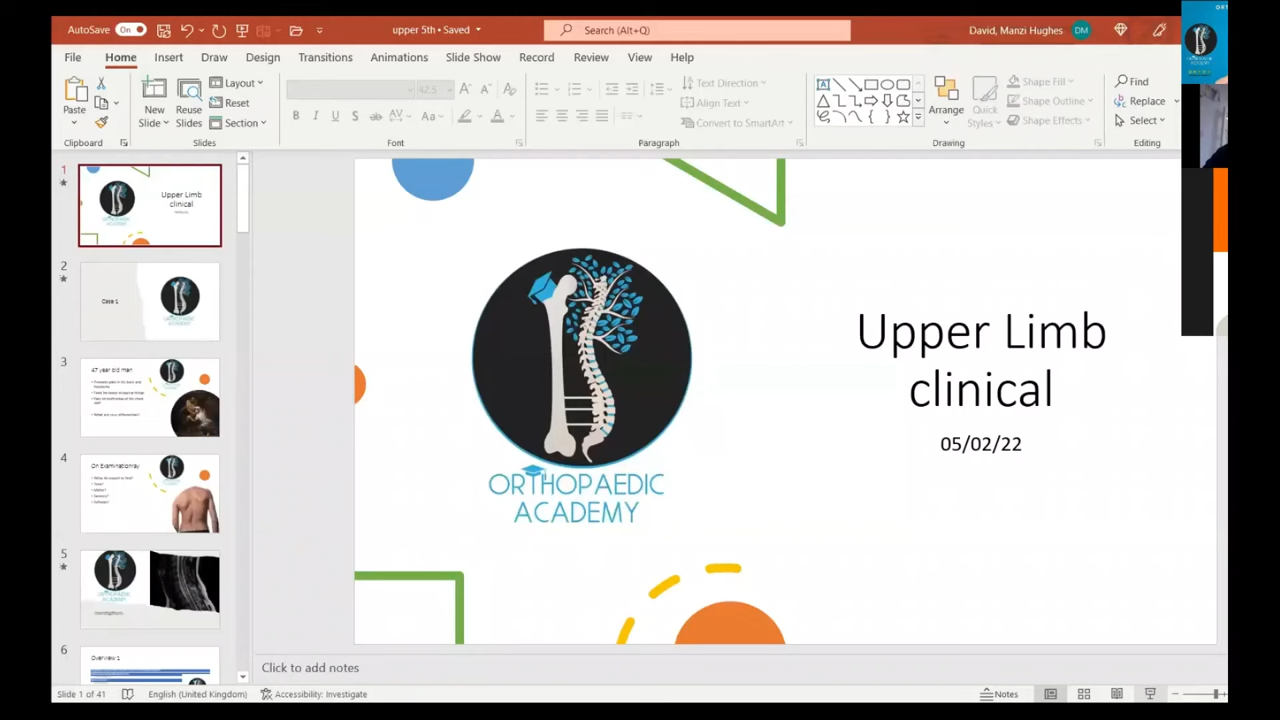 AutoSave On
upper 5th • Saved
Search (Alt+Q)
David, Manzi Hughes DM
File Home Insert Draw Design Transitions Animations Slide Show Record Review View Help
Paste
Clipboard
New Slide
Reuse Slides
Layout
Reset
Section
Slides
42.5
Font
Text Direction
Align Text
Convert to SmartArt
Paragraph
Arrange
Quick Styles
Shape Fill
Shape Outline
Shape Effects
Drawing
Find
Replace
Select
Editing
1
Upper Limb
clinical
2
Case 1
3
47 year old man
4
On Examination
5
6
Overview 1
Upper Limb
clinical
05/02/22
ORTHOPAEDIC
ACADEMY
Click to add notes
Slide 1 of 41
English (United Kingdom)
Accessibility: Investigate
Notes